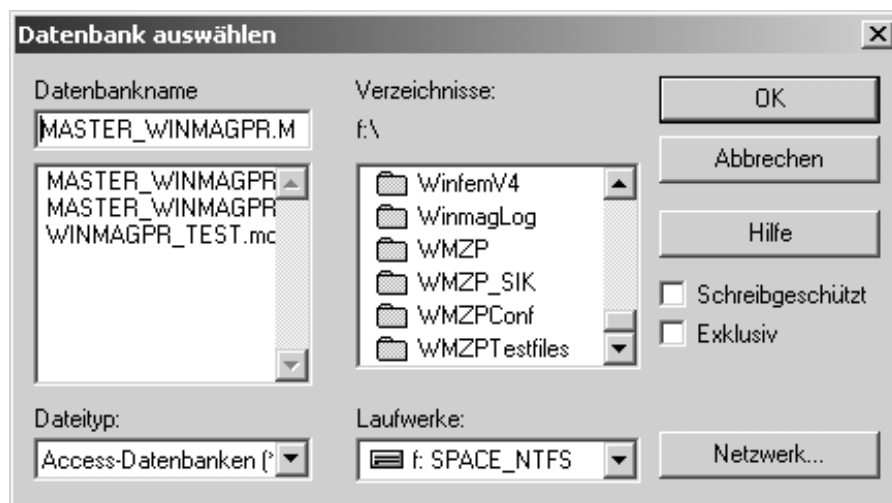 Datenbank auswählen
Datenbankname
MASTER_WINMAGPR.M
MASTER_WINMAGPR
MASTER_WINMAGPR
WINMAGPR_TEST.mc
Dateityp:
Access-Datenbanken (*
Verzeichnisse:
f:\
WinfemV4
WinmagLog
WMZP
WMZP_SIK
WMZPConf
WMZPTestfiles
Laufwerke:
f: SPACE_NTFS
OK
Abbrechen
Hilfe
Schreibgeschützt
Exklusiv
Netzwerk...